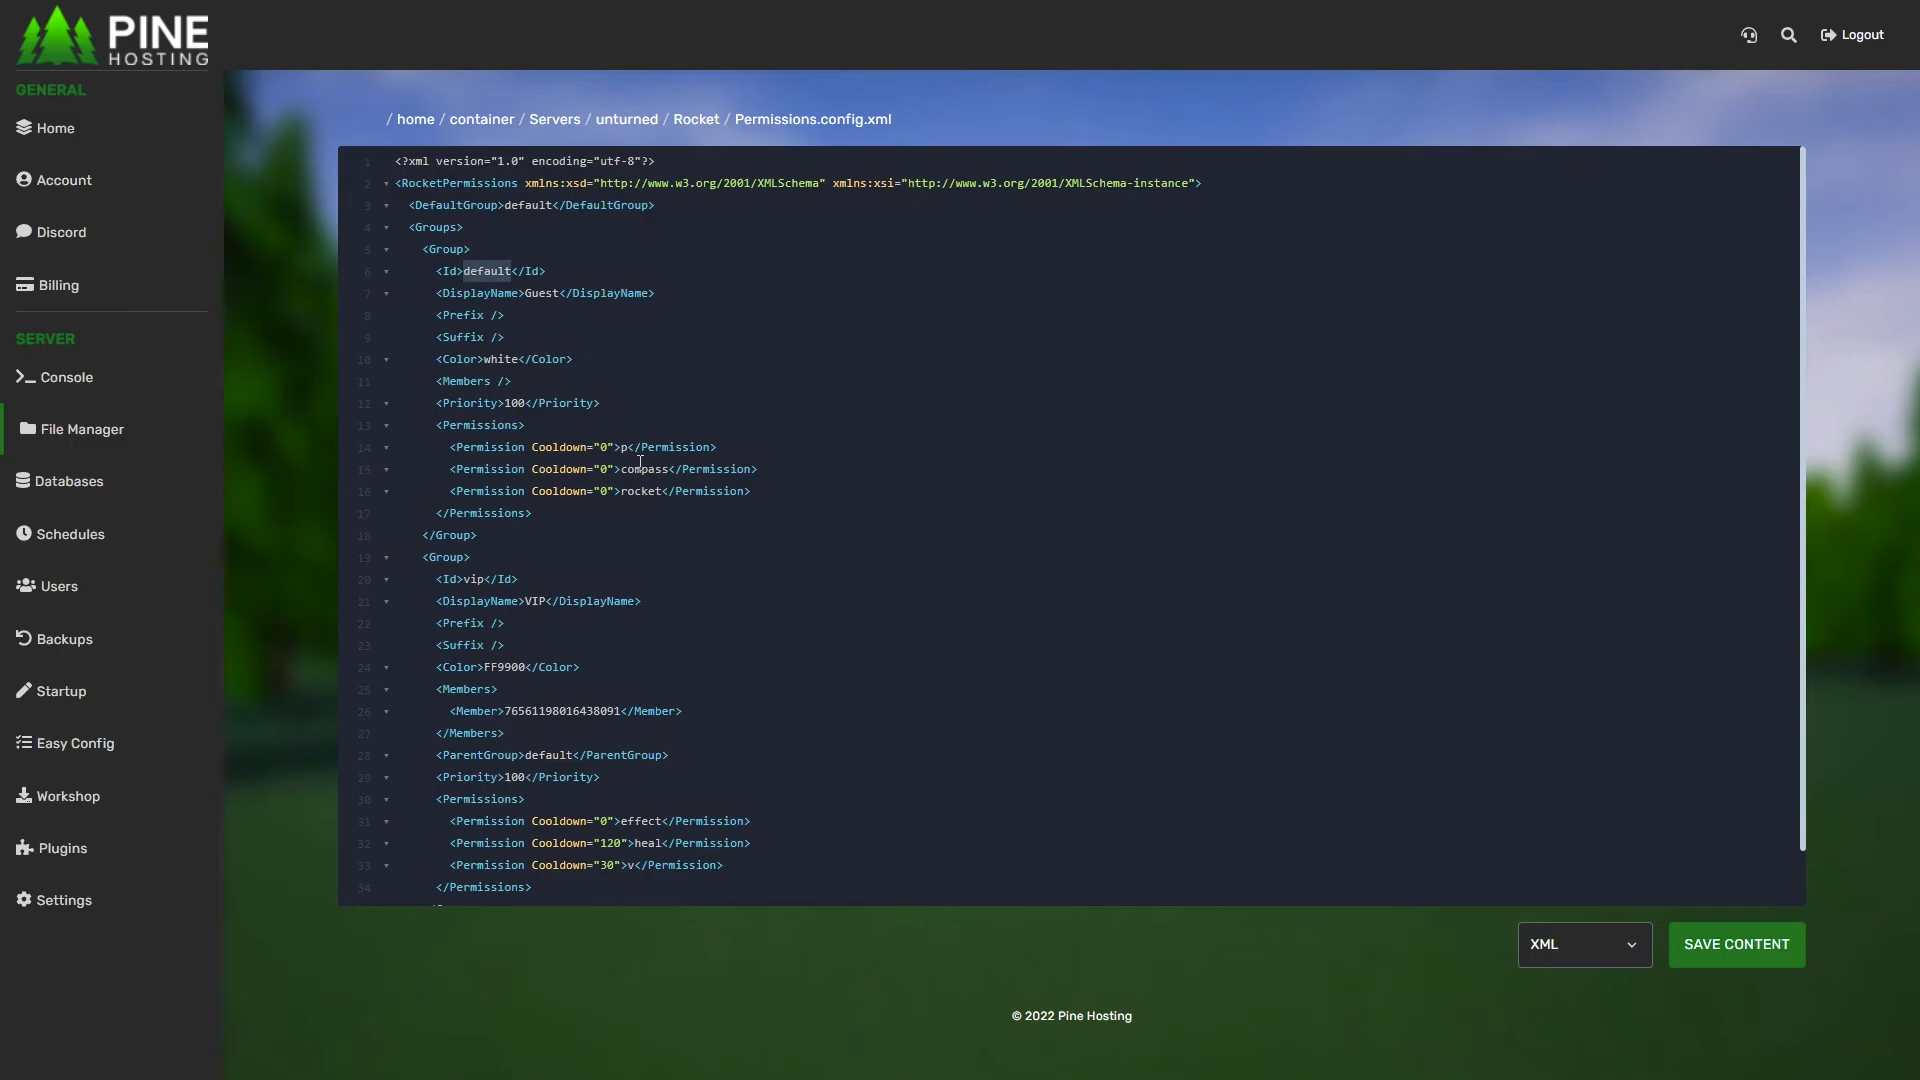 PINE
HOSTING
Logout
GENERAL
Home
Account
Discord
Billing
SERVER
Console
File Manager
Databases
Schedules
Users
Backups
Startup
Easy Config
Workshop
Plugins
Settings
/ home / container / Servers / unturned / Rocket / Permissions.config.xml
1 <?xml version="1.0" encoding="utf-8"?>
2 <RocketPermissions xmlns:xsd="http://www.w3.org/2001/XMLSchema" xmlns:xsi="http://www.w3.org/2001/XMLSchema-instance">
3 <DefaultGroup>default</DefaultGroup>
4 <Groups>
5 <Group>
6 <Id>default</Id>
7 <DisplayName>Guest</DisplayName>
8 <Prefix />
9 <Suffix />
10 <Color>white</Color>
11 <Members />
12 <Priority>100</Priority>
13 <Permissions>
14 <Permission Cooldown="0">p</Permission>
15 <Permission Cooldown="0">compass</Permission>
16 <Permission Cooldown="0">rocket</Permission>
17 </Permissions>
18 </Group>
19 <Group>
20 <Id>vip</Id>
21 <DisplayName>VIP</DisplayName>
22 <Prefix />
23 <Suffix />
24 <Color>FF9900</Color>
25 <Members>
26 <Member>76561198016438091</Member>
27 </Members>
28 <ParentGroup>default</ParentGroup>
29 <Priority>100</Priority>
30 <Permissions>
31 <Permission Cooldown="0">effect</Permission>
32 <Permission Cooldown="120">heal</Permission>
33 <Permission Cooldown="30">v</Permission>
34 </Permissions>
XML
SAVE CONTENT
© 2022 Pine Hosting